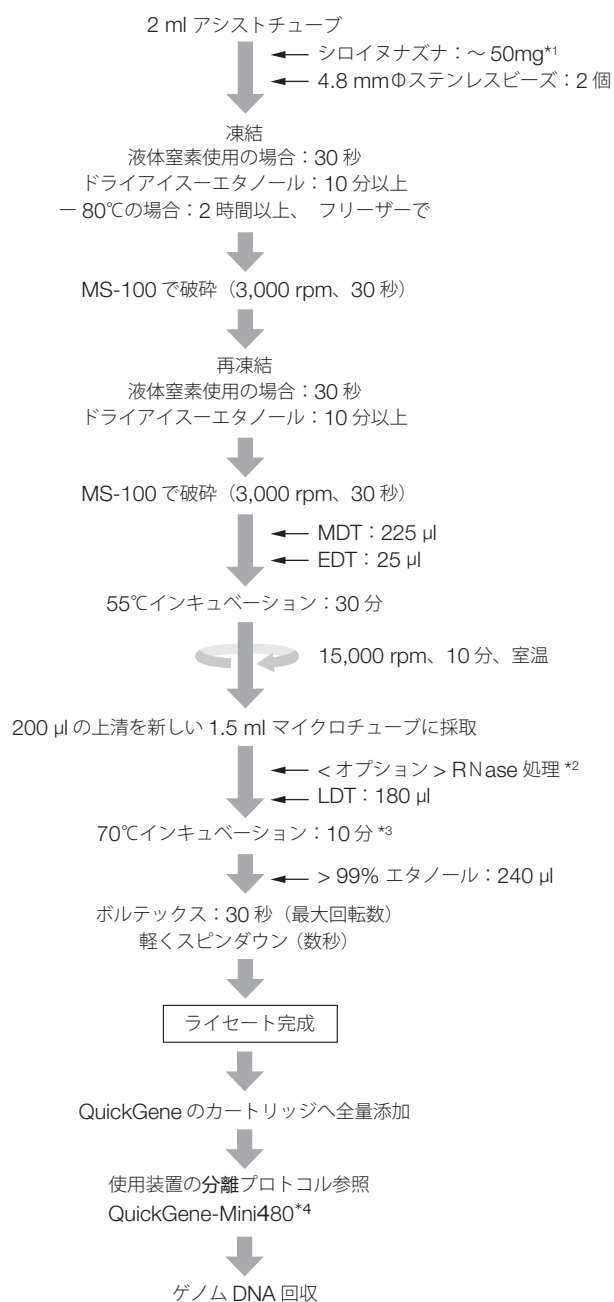 2 ml アシストチューブ
シロイヌナズナ：～ 50mg*1
4.8 mmΦステンレスビーズ：2 個
凍結
液体窒素使用の場合：30 秒
ドライアイスーエタノール：10 分以上
－ 80℃の場合：2 時間以上、 フリーザーで
MS-100 で破砕（3,000 rpm、30 秒）
再凍結
液体窒素使用の場合：30 秒
ドライアイスーエタノール：10 分以上
MS-100 で破砕（3,000 rpm、30 秒）
MDT：225 μl
EDT：25 μl
55℃インキュベーション：30 分
15,000 rpm、10 分、室温
200 μl の上清を新しい 1.5 ml マイクロチューブに採取
< オプション > RNase 処理 *2
LDT：180 μl
70℃インキュベーション：10 分 *3
> 99% エタノール：240 μl
ボルテックス：30 秒（最大回転数）
軽くスピンダウン（数秒）
ライセート完成
QuickGene のカートリッジへ全量添加
使用装置の分離プロトコル参照
QuickGene-Mini480*4
ゲノム DNA 回収